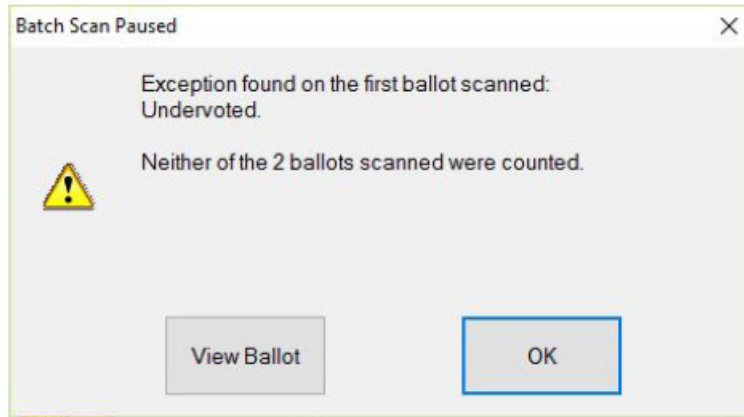 Batch Scan Paused
Exception found on the first ballot scanned:
Undervoted.
Neither of the 2 ballots scanned were counted.
View Ballot
OK